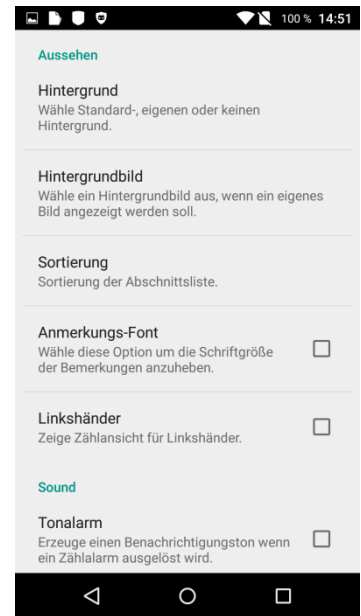 100 % 14:51
Aussehen
Hintergrund
Wähle Standard-, eigenen oder keinen
Hintergrund.
Hintergrundbild
Wähle ein Hintergrundbild aus, wenn ein eigenes
Bild angezeigt werden soll.
Sortierung
Sortierung der Abschnittsliste.
Anmerkungs-Font
Wähle diese Option um die Schriftgröße
der Bemerkungen anzuheben.
Linkshänder
Zeige Zählansicht für Linkshänder.
Sound
Tonalarm
Erzeuge einen Benachrichtigungston wenn
ein Zählalarm ausgelöst wird.